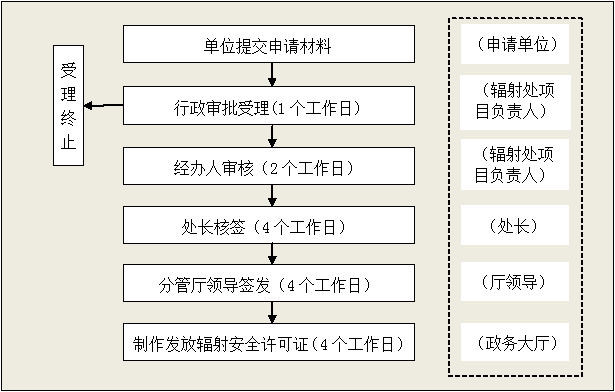 单位提交申请材料
（申请单位）
受理终止
行政审批受理(1个工作日）
（辐射处项
目负责人）
经办人审核（2个工作日）
（辐射处项
目负责人）
处长核签（4个工作日）
（处长）
分管厅领导签发（4个工作日）
（厅领导）
制作发放辐射安全许可证(4个工作日）
（政务大厅）